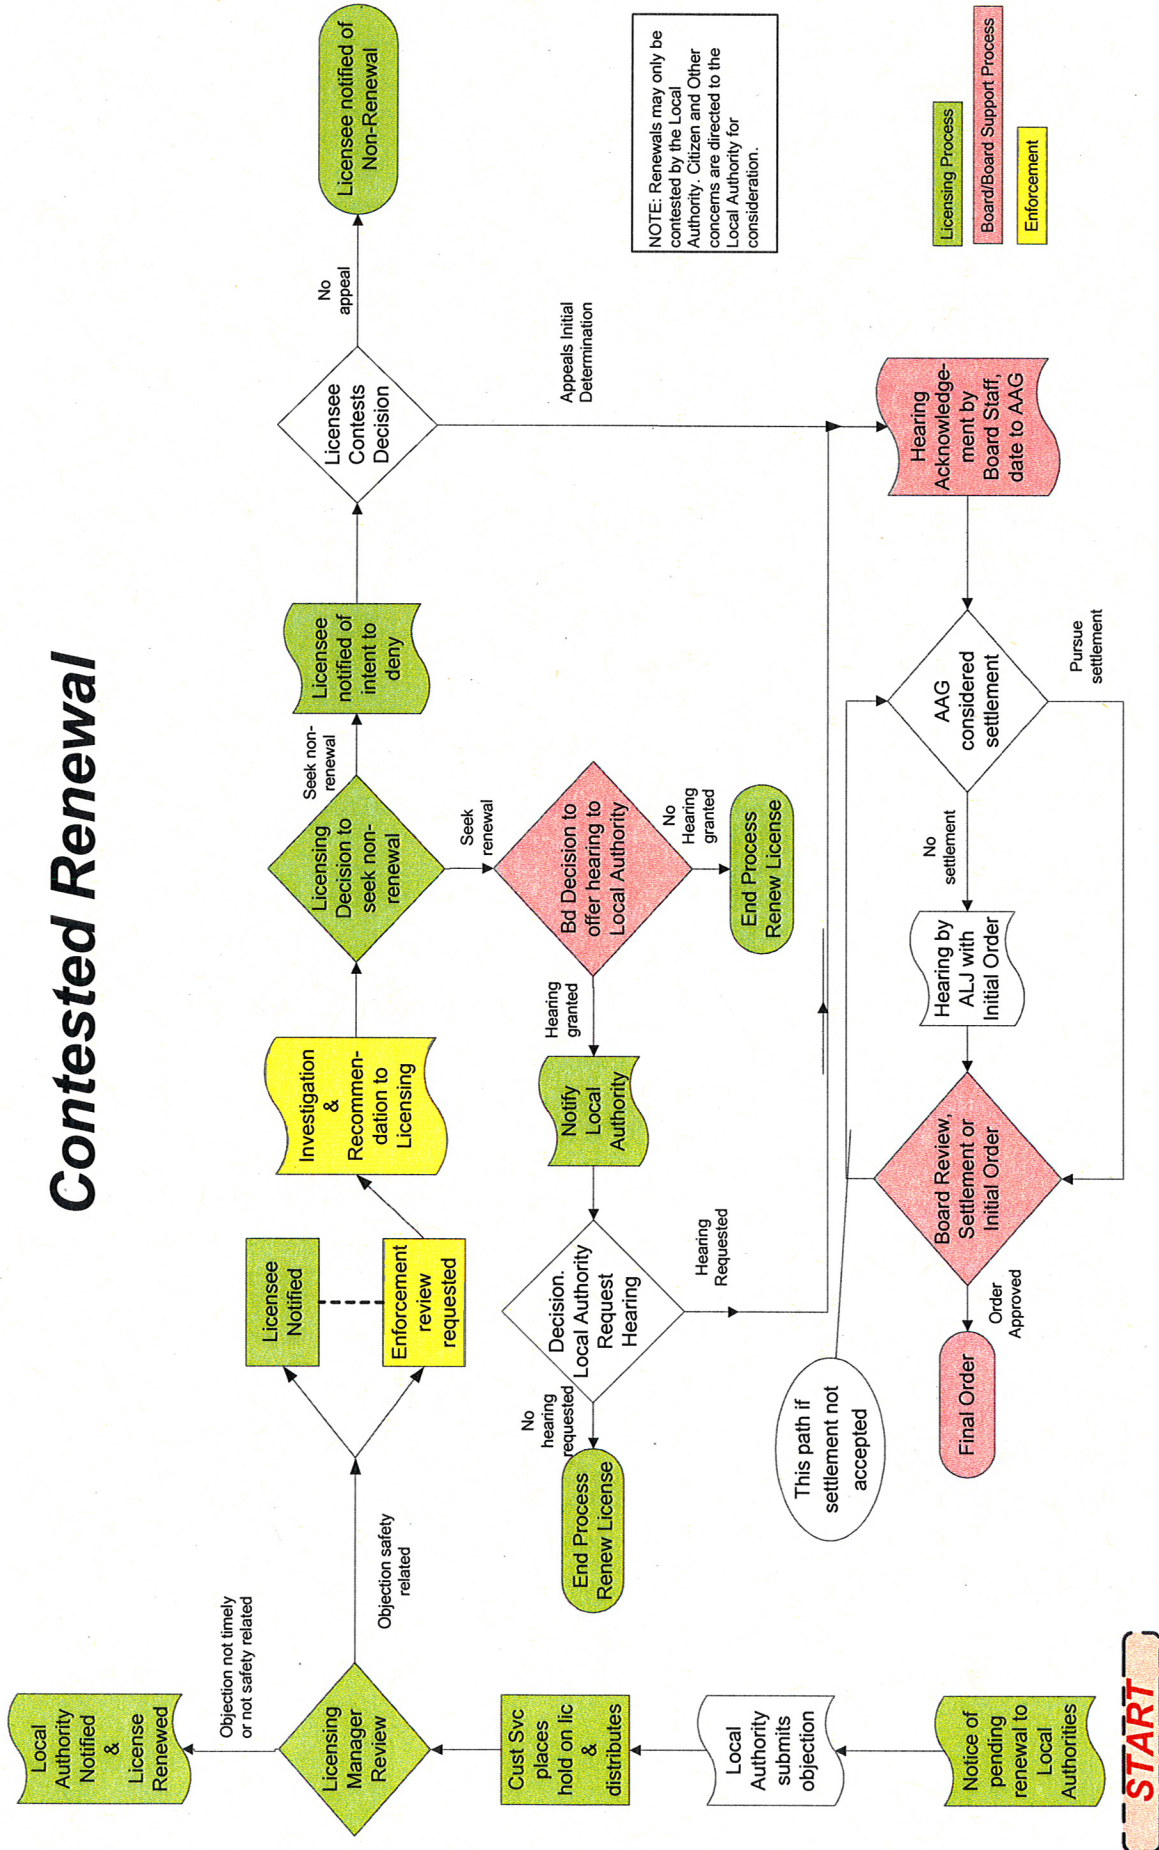 Contested Renewal
Local
Authority
Notified
&
License
Renewed
Objection not timely
or not safety related
Licensing
Manager
Review
Objection safety
related
Cust Svc
places
hold on lic
&
distributes
Local
Authority
submits
objection
Notice of
pending
renewal to
Local
Authorities
START
Licensee
Notified
Enforcement
review
requested
Investigation
&
Recommen-
dation to
Licensing
Licensing
Decision to
seek non-
renewal
Seek non-
renewal
Licensee
notified of
intent to
deny
Licensee
Contests
Decision
No
appeal
Licensee notified of
Non-Renewal
Appeals Initial
Determination
Seek
renewal
Bd Decision to
offer hearing to
Local Authority
No
Hearing
granted
End Process
Renew License
Hearing
granted
Notify
Local
Authority
Decision.
Local Authority
Request
Hearing
No
hearing
requested
End Process
Renew License
Hearing
Requested
Hearing
Acknowledge-
ment by
Board Staff,
date to AAG
AAG
considered
settlement
Pursue
settlement
No
settlement
Hearing by
ALJ with
Initial Order
Board Review,
Settlement or
Initial Order
Order
Approved
Final Order
This path if
settlement not
accepted
NOTE: Renewals may only be
contested by the Local
Authority. Citizen and Other
concerns are directed to the
Local Authority for
consideration.
Licensing Process
Board/Board Support Process
Enforcement